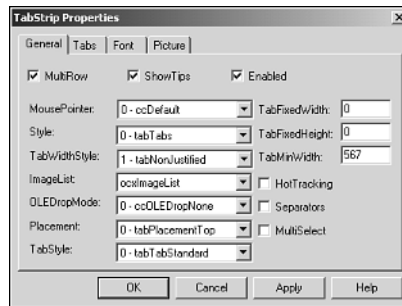 TabStrip Properties
General Tabs Font Picture
MultiRow ShowTips Enabled
MousePointer: 0 - ccDefault TabFixedWidth: 0
Style: 0 - tabTabs TabFixedHeight: 0
TabWidthStyle: 1 - tabNonJustified TabMinWidth: 567
ImageList: ocxImageList HotTracking
OLEDropMode: 0 - ccOLEDropNone Separators
Placement: 0 - tabPlacementTop MultiSelect
TabStyle: 0 - tabTabStandard
OK Cancel Apply Help